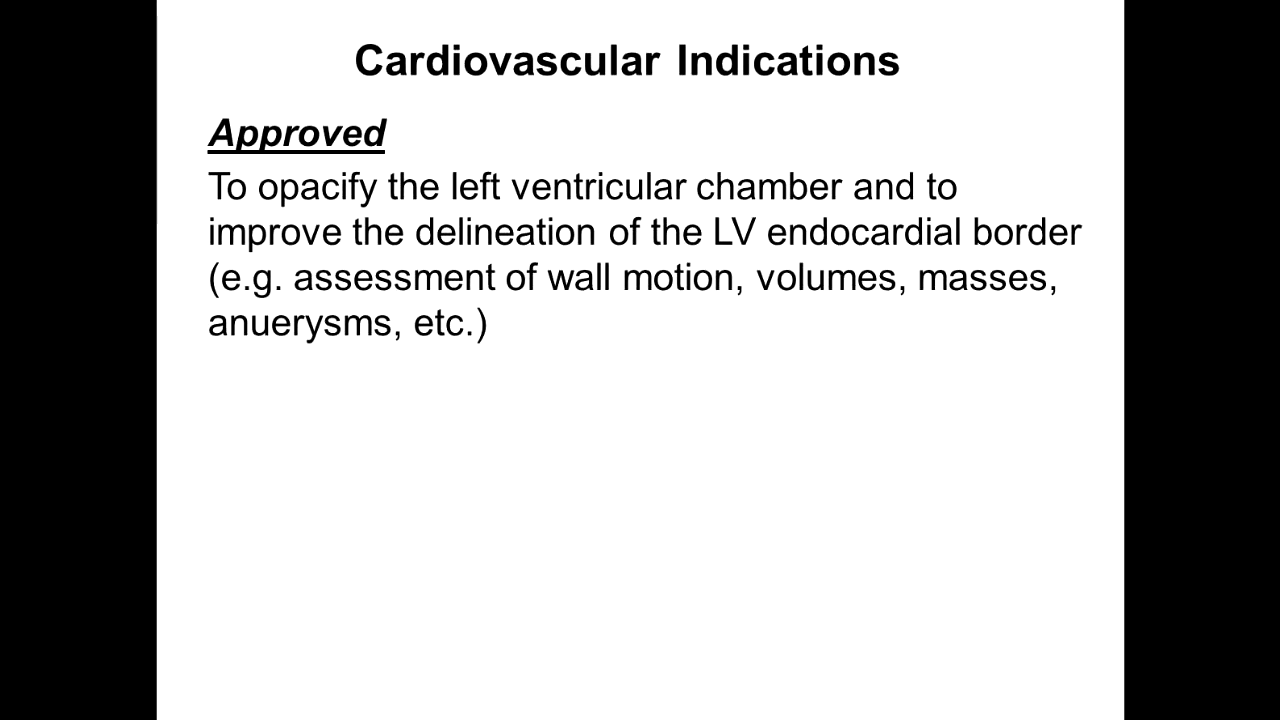 Cardiovascular Indications
Approved
To opacify the left ventricular chamber and to
improve the delineation of the LV endocardial border
(e.g. assessment of wall motion, volumes, masses,
anuerysms, etc.)